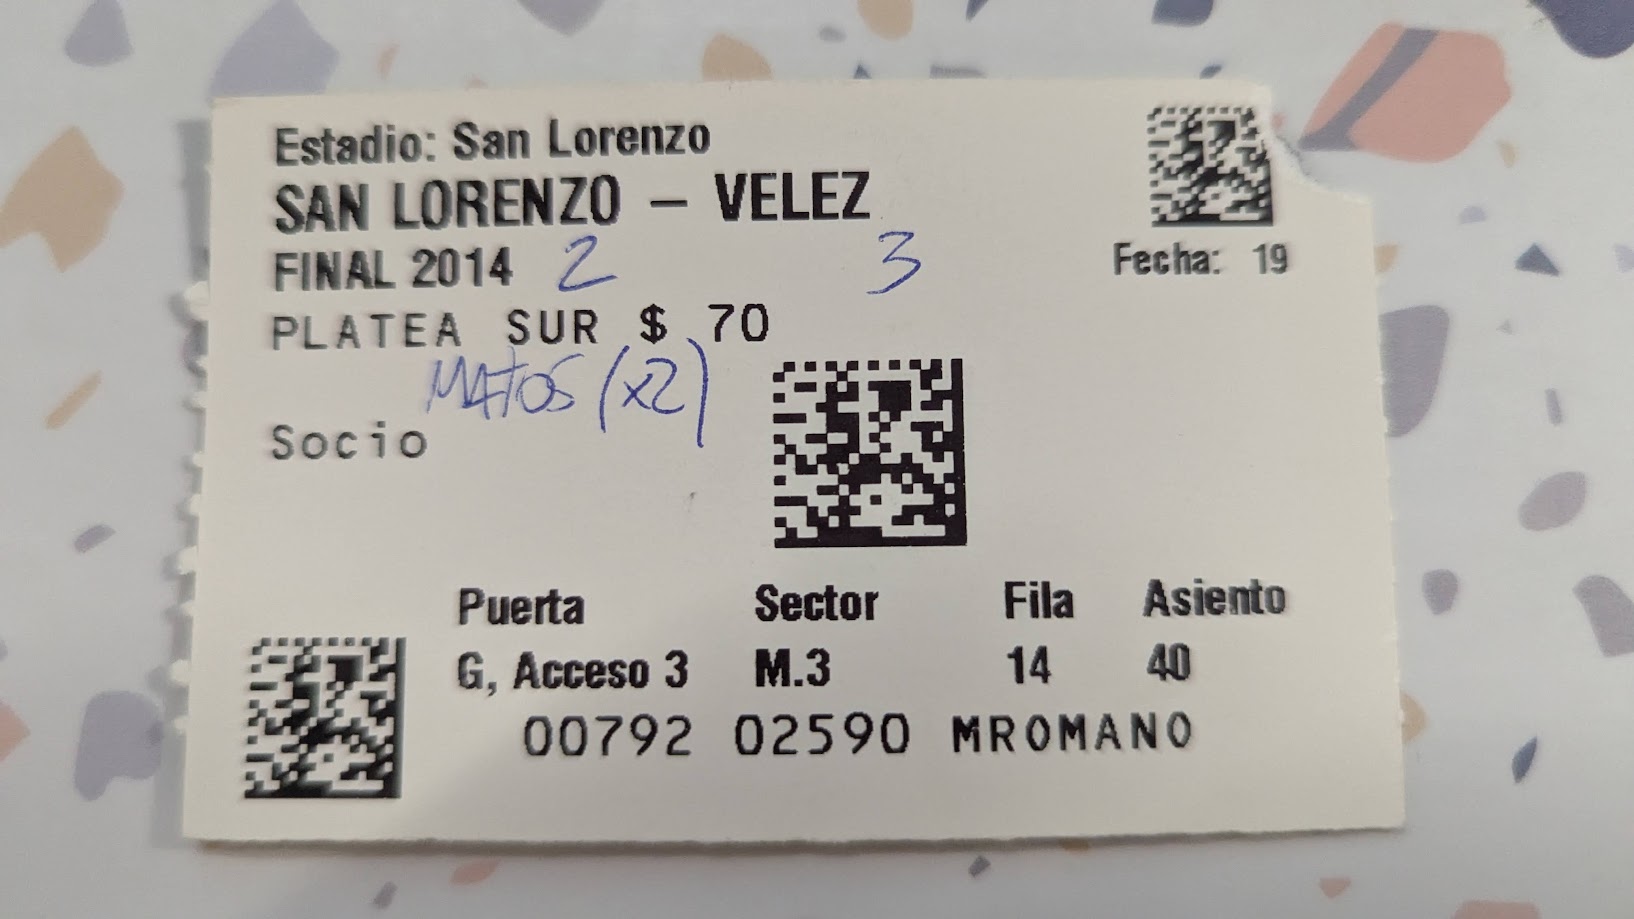 Estadio: San Lorenzo
SAN LORENZO – VELEZ
FINAL 2014 2 3
Fecha: 19
PLATEA SUR $ 70
MATOS (x2)
Socio
Puerta Sector Fila Asiento
G, Acceso 3 M.3 14 40
00792 02590 MROMANO